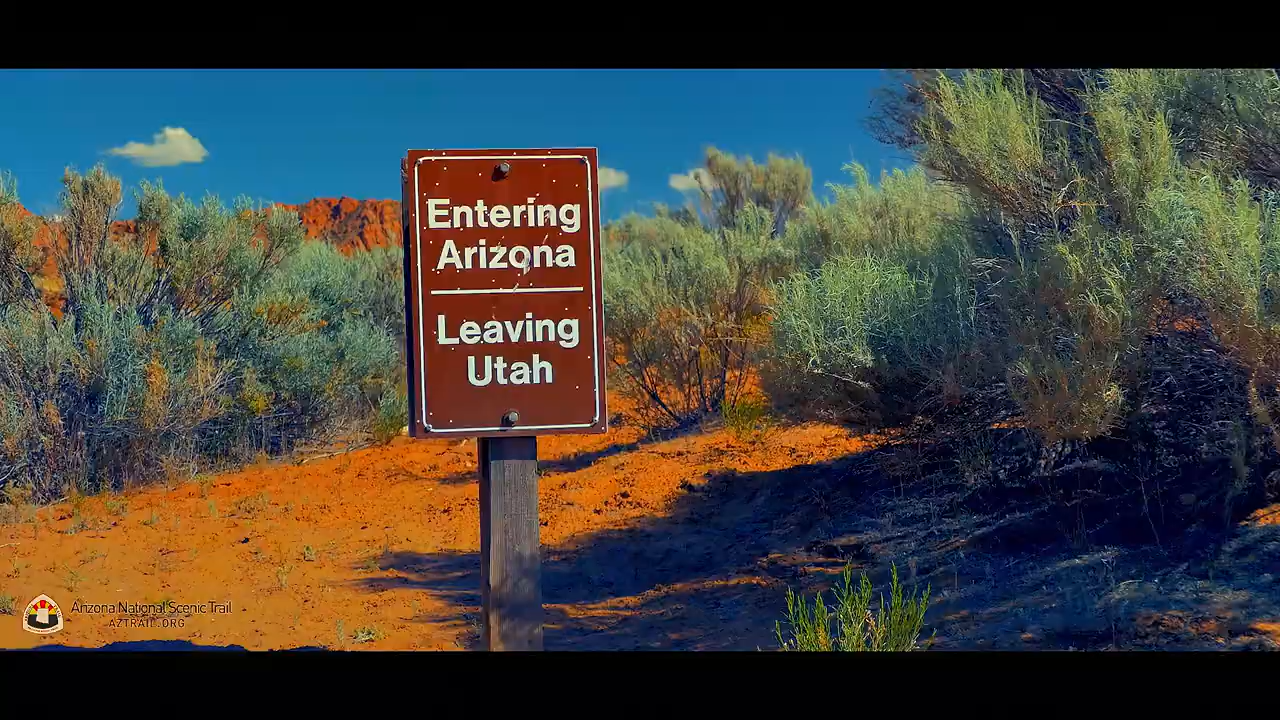 Entering
Arizona
Leaving
Utah
Arizona National Scenic Trail
AZTRAIL.ORG